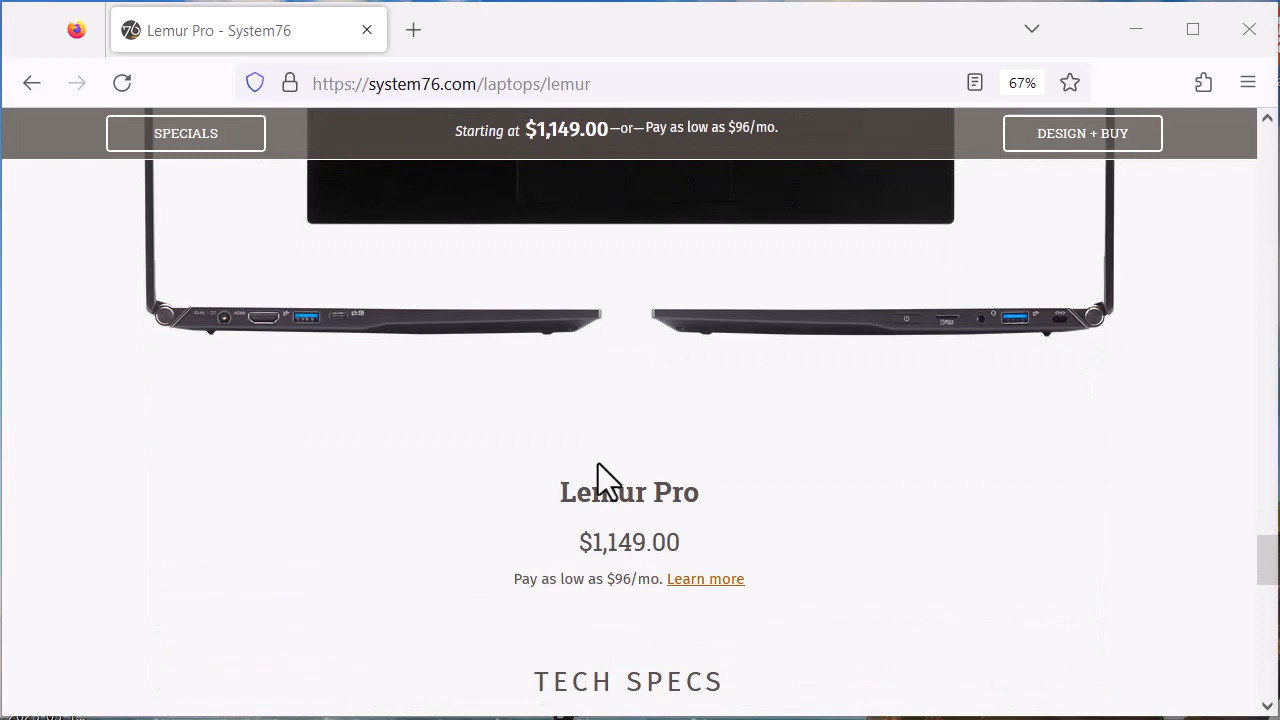 Lemur Pro - System76
https://system76.com/laptops/lemur
67%
SPECIALS
Starting at $1,149.00—or—Pay as low as $96/mo.
DESIGN + BUY
Lemur Pro
$1,149.00
Pay as low as $96/mo. Learn more
TECH SPECS